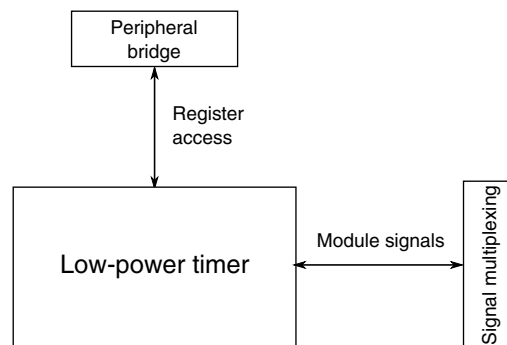 Peripheral
bridge
Register
access
Low-power timer
Module signals
Signal multiplexing